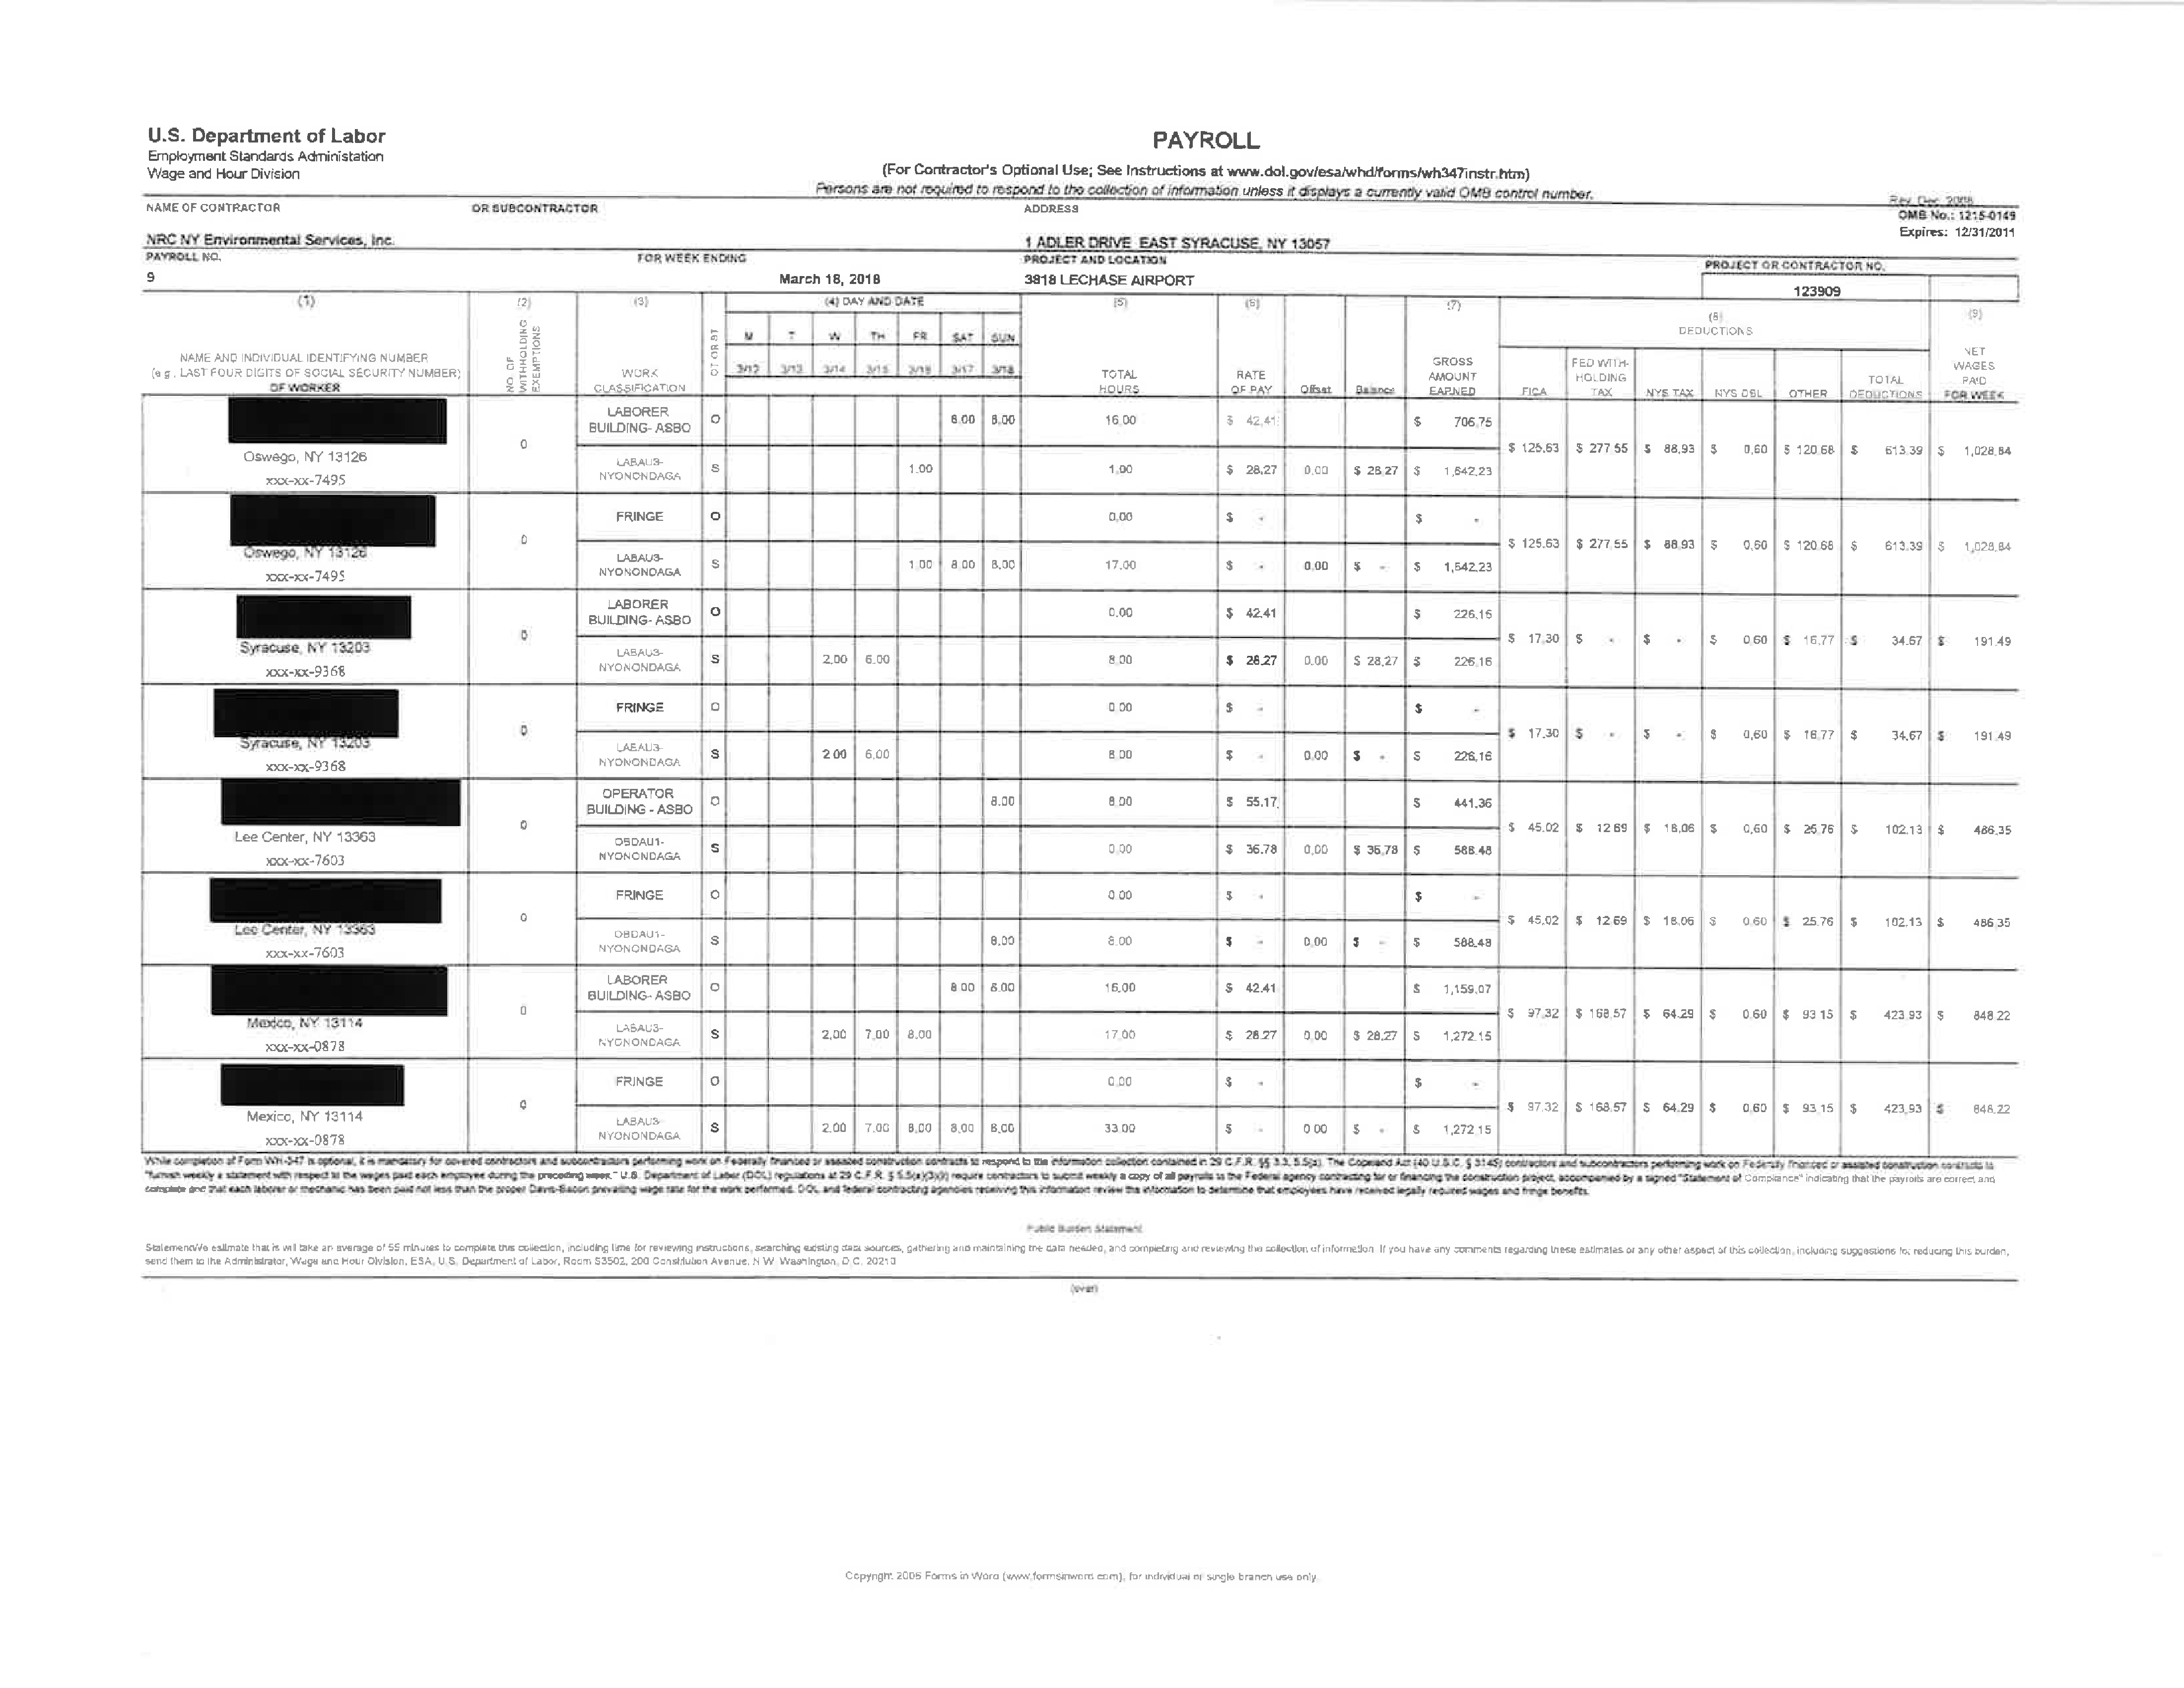 U.S. Department of Labor
Employment Standards Administation
Wage and Hour Division
PAYROLL
(For Contractor's Optional Use; See Instructions at www.dol.gov/esa/whd/forms/wh347instr.htm)
Persons are not required to respond to the collection of information unless it displays a currently valid OMB control number.
Rev. Dec. 2008
OMB No.: 1215-0149
Expires: 12/31/2011
NAME OF CONTRACTOR OR SUBCONTRACTOR ADDRESS
NRC NY Environmental Services, Inc. 1 ADLER DRIVE EAST SYRACUSE, NY 13057
PAYROLL NO. FOR WEEK ENDING PROJECT AND LOCATION PROJECT OR CONTRACTOR NO.
9 March 18, 2018 3818 LECHASE AIRPORT 123909
(1) (2) (3) (4) DAY AND DATE (5) (6) (7) (8) (9)
NAME AND INDIVIDUAL IDENTIFYING NUMBER
(e.g., LAST FOUR DIGITS OF SOCIAL SECURITY NUMBER)
OF WORKER
NO. OF WITHHOLDING EXEMPTIONS
WORK CLASSIFICATION
OT OR ST
M T W TH FR SAT SUN
3/12 3/13 3/14 3/15 3/16 3/17 3/18
TOTAL HOURS
RATE OF PAY
Offset Balance
GROSS AMOUNT EARNED
DEDUCTIONS
FICA
FED WITH-HOLDING TAX
NYS TAX NYS DBL OTHER
TOTAL DEDUCTIONS
NET WAGES PAID FOR WEEK
LABORER BUILDING- ASBO O 8.00 8.00 16.00 $ 42.41 $ 706.75
Oswego, NY 13126 0 $ 125.63 $ 277.55 $ 88.93 $ 0.60 $ 120.68 $ 613.39 $ 1,028.84
xxx-xx-7495 LABAU3-NYONONDAGA S 1.00 1.00 $ 28.27 0.00 $ 28.27 $ 1,642.23
FRINGE O 0.00 $ - $ -
Oswego, NY 13126 0 $ 125.63 $ 277.55 $ 88.93 $ 0.60 $ 120.68 $ 613.39 $ 1,028.84
xxx-xx-7495 LABAU3-NYONONDAGA S 1.00 8.00 8.00 17.00 $ - 0.00 $ - $ 1,642.23
LABORER BUILDING- ASBO O 0.00 $ 42.41 $ 226.16
Syracuse, NY 13203 0 $ 17.30 $ - $ - $ 0.60 $ 16.77 $ 34.67 $ 191.49
xxx-xx-9368 LABAU3-NYONONDAGA S 2.00 6.00 8.00 $ 28.27 0.00 $ 28.27 $ 226.16
FRINGE O 0.00 $ - $ -
Syracuse, NY 13203 0 $ 17.30 $ - $ - $ 0.60 $ 16.77 $ 34.67 $ 191.49
xxx-xx-9368 LABAU3-NYONONDAGA S 2.00 6.00 8.00 $ - 0.00 $ - $ 226.16
OPERATOR BUILDING - ASBO O 8.00 8.00 $ 55.17 $ 441.36
Lee Center, NY 13363 0 $ 45.02 $ 12.69 $ 18.06 $ 0.60 $ 25.76 $ 102.13 $ 486.35
xxx-xx-7603 OBDAU1-NYONONDAGA S 0.00 $ 36.78 0.00 $ 36.78 $ 588.48
FRINGE O 0.00 $ - $ -
Lee Center, NY 13363 0 $ 45.02 $ 12.69 $ 18.06 $ 0.60 $ 25.76 $ 102.13 $ 486.35
xxx-xx-7603 OBDAU1-NYONONDAGA S 8.00 8.00 $ - 0.00 $ - $ 588.48
LABORER BUILDING- ASBO O 8.00 8.00 16.00 $ 42.41 $ 1,159.07
Mexico, NY 13114 0 $ 97.32 $ 168.57 $ 64.29 $ 0.60 $ 93.15 $ 423.93 $ 848.22
xxx-xx-0878 LABAU3-NYONONDAGA S 2.00 7.00 8.00 17.00 $ 28.27 0.00 $ 28.27 $ 1,272.15
FRINGE O 0.00 $ - $ -
Mexico, NY 13114 0 $ 97.32 $ 168.57 $ 64.29 $ 0.60 $ 93.15 $ 423.93 $ 848.22
xxx-xx-0878 LABAU3-NYONONDAGA S 2.00 7.00 8.00 8.00 8.00 33.00 $ - 0.00 $ - $ 1,272.15
While completion of Form WH-347 is optional, it is mandatory for covered contractors and subcontractors performing work on Federally financed or assisted construction contracts to respond to the information collection contained in 29 C.F.R. §§ 3.3, 5.5(a). The Copeland Act (40 U.S.C. § 3145) contractors and subcontractors performing work on Federally financed or assisted construction contracts to
"furnish weekly a statement with respect to the wages paid each employee during the preceding week." U.S. Department of Labor (DOL) regulations at 29 C.F.R. § 5.5(a)(3)(ii) require contractors to submit weekly a copy of all payrolls to the Federal agency contracting for or financing the construction project, accompanied by a signed "Statement of Compliance" indicating that the payrolls are correct and
complete and that each laborer or mechanic has been paid not less than the proper Davis-Bacon prevailing wage rate for the work performed. DOL and federal contracting agencies receiving this information review the information to determine that employees have received legally required wages and fringe benefits.
Public Burden Statement
StatementWe estimate that is will take an average of 55 minutes to complete this collection, including time for reviewing instructions, searching existing data sources, gathering and maintaining the data needed, and completing and reviewing the collection of information. If you have any comments regarding these estimates or any other aspect of this collection, including suggestions for reducing this burden,
send them to the Administrator, Wage and Hour Division, ESA, U.S. Department of Labor, Room S3502, 200 Constitution Avenue, N.W. Washington, D.C. 20210
(over)
Copyright 2006 Forms in Word (www.formsinword.com), for individual or single branch use only.